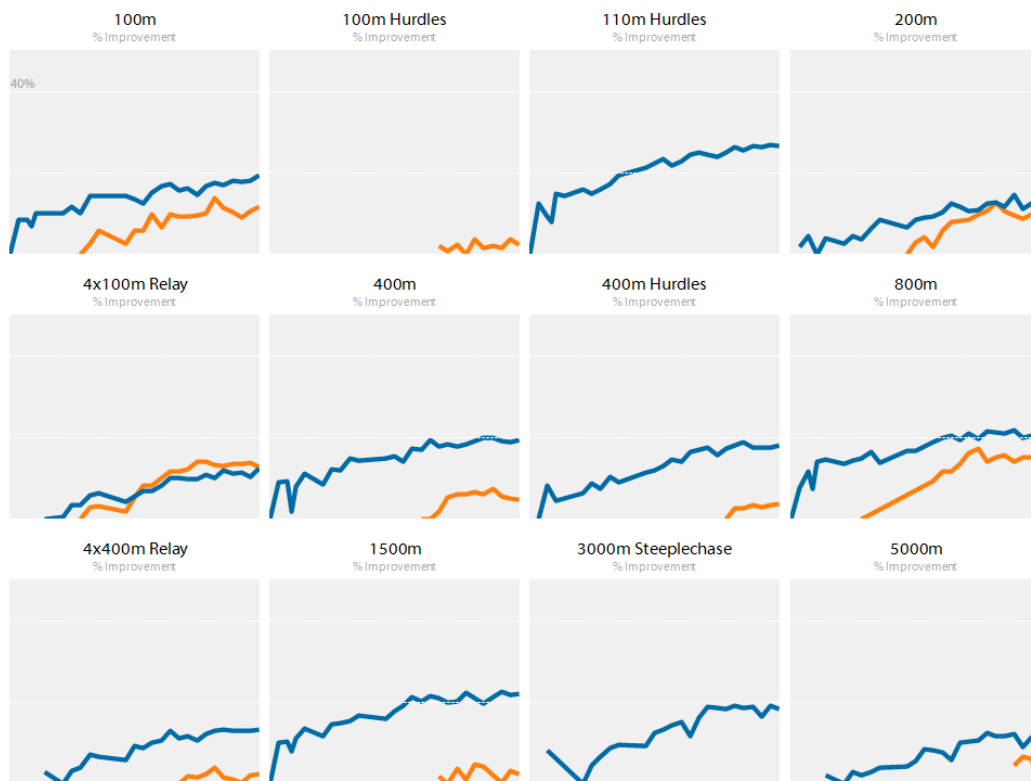 100m
% Improvement
100m Hurdles
% Improvement
110m Hurdles
% Improvement
200m
% Improvement
40%
4x100m Relay
% Improvement
400m
% Improvement
400m Hurdles
% Improvement
800m
% Improvement
4x400m Relay
% Improvement
1500m
% Improvement
3000m Steeplechase
% Improvement
5000m
% Improvement